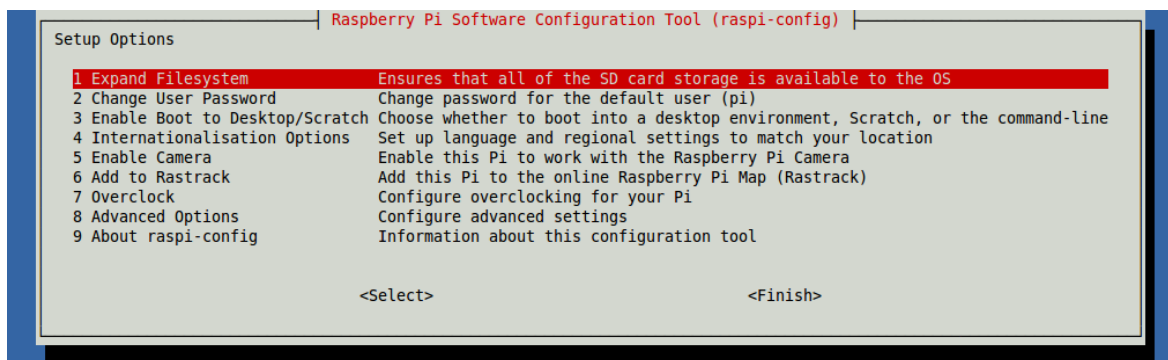 Raspberry Pi Software Configuration Tool (raspi-config)
Setup Options
1 Expand Filesystem Ensures that all of the SD card storage is available to the OS
2 Change User Password Change password for the default user (pi)
3 Enable Boot to Desktop/Scratch Choose whether to boot into a desktop environment, Scratch, or the command-line
4 Internationalisation Options Set up language and regional settings to match your location
5 Enable Camera Enable this Pi to work with the Raspberry Pi Camera
6 Add to Rastrack Add this Pi to the online Raspberry Pi Map (Rastrack)
7 Overclock Configure overclocking for your Pi
8 Advanced Options Configure advanced settings
9 About raspi-config Information about this configuration tool
<Select> <Finish>